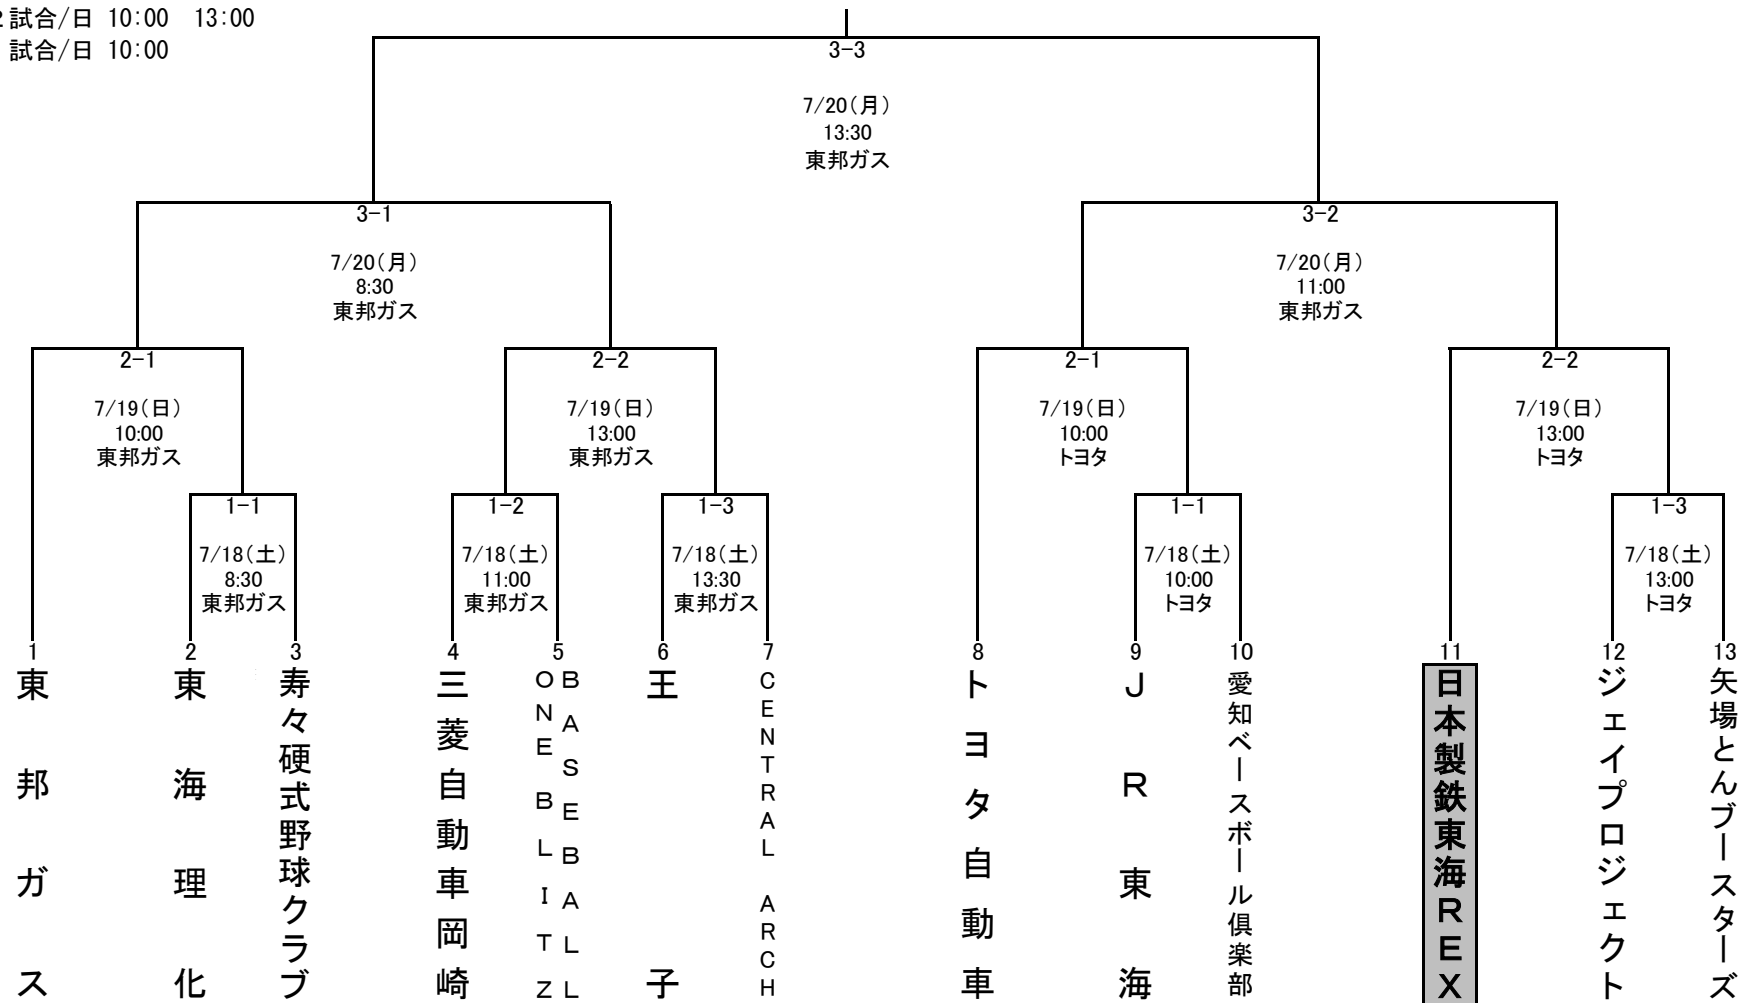 2試合/日 10:00 13:00
試合/日 10:00
3-3
7/20(月)
13:30
東邦ガス
3-1
7/20(月)
8:30
東邦ガス
3-2
7/20(月)
11:00
東邦ガス
2-1
7/19(日)
10:00
東邦ガス
2-2
7/19(日)
13:00
東邦ガス
2-1
7/19(日)
10:00
トヨタ
2-2
7/19(日)
13:00
トヨタ
1-1
7/18(土)
8:30
東邦ガス
1-2
7/18(土)
11:00
東邦ガス
1-3
7/18(土)
13:30
東邦ガス
1-1
7/18(土)
10:00
トヨタ
1-3
7/18(土)
13:00
トヨタ
1
東邦ガス
2
東海理化
3
寿々硬式野球クラブ
4
三菱自動車岡崎
5
ONE BLITZ
BASEBALL
6
王子
7
CENTRAL ARCH
8
トヨタ自動車
9
JR東海
10
愛知ベースボール倶楽部
11
日本製鉄東海REX
12
ジェイプロジェクト
13
矢場とんブースターズ